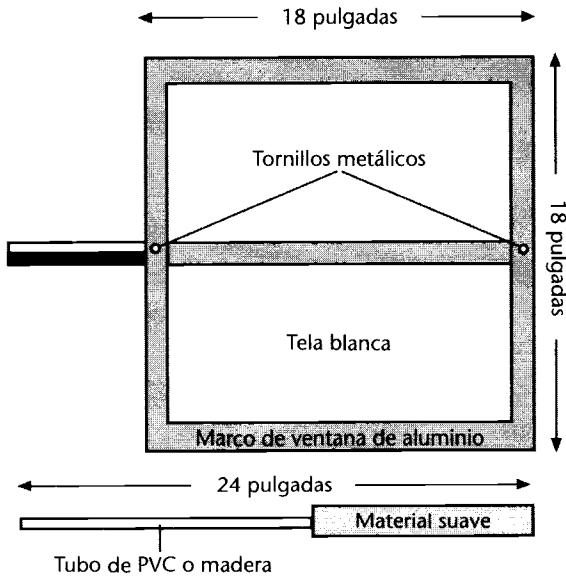 18 pulgadas
Tornillos metálicos
18 pulgadas
Tela blanca
Marco de ventana de aluminio
24 pulgadas
Material suave
Tubo de PVC o madera